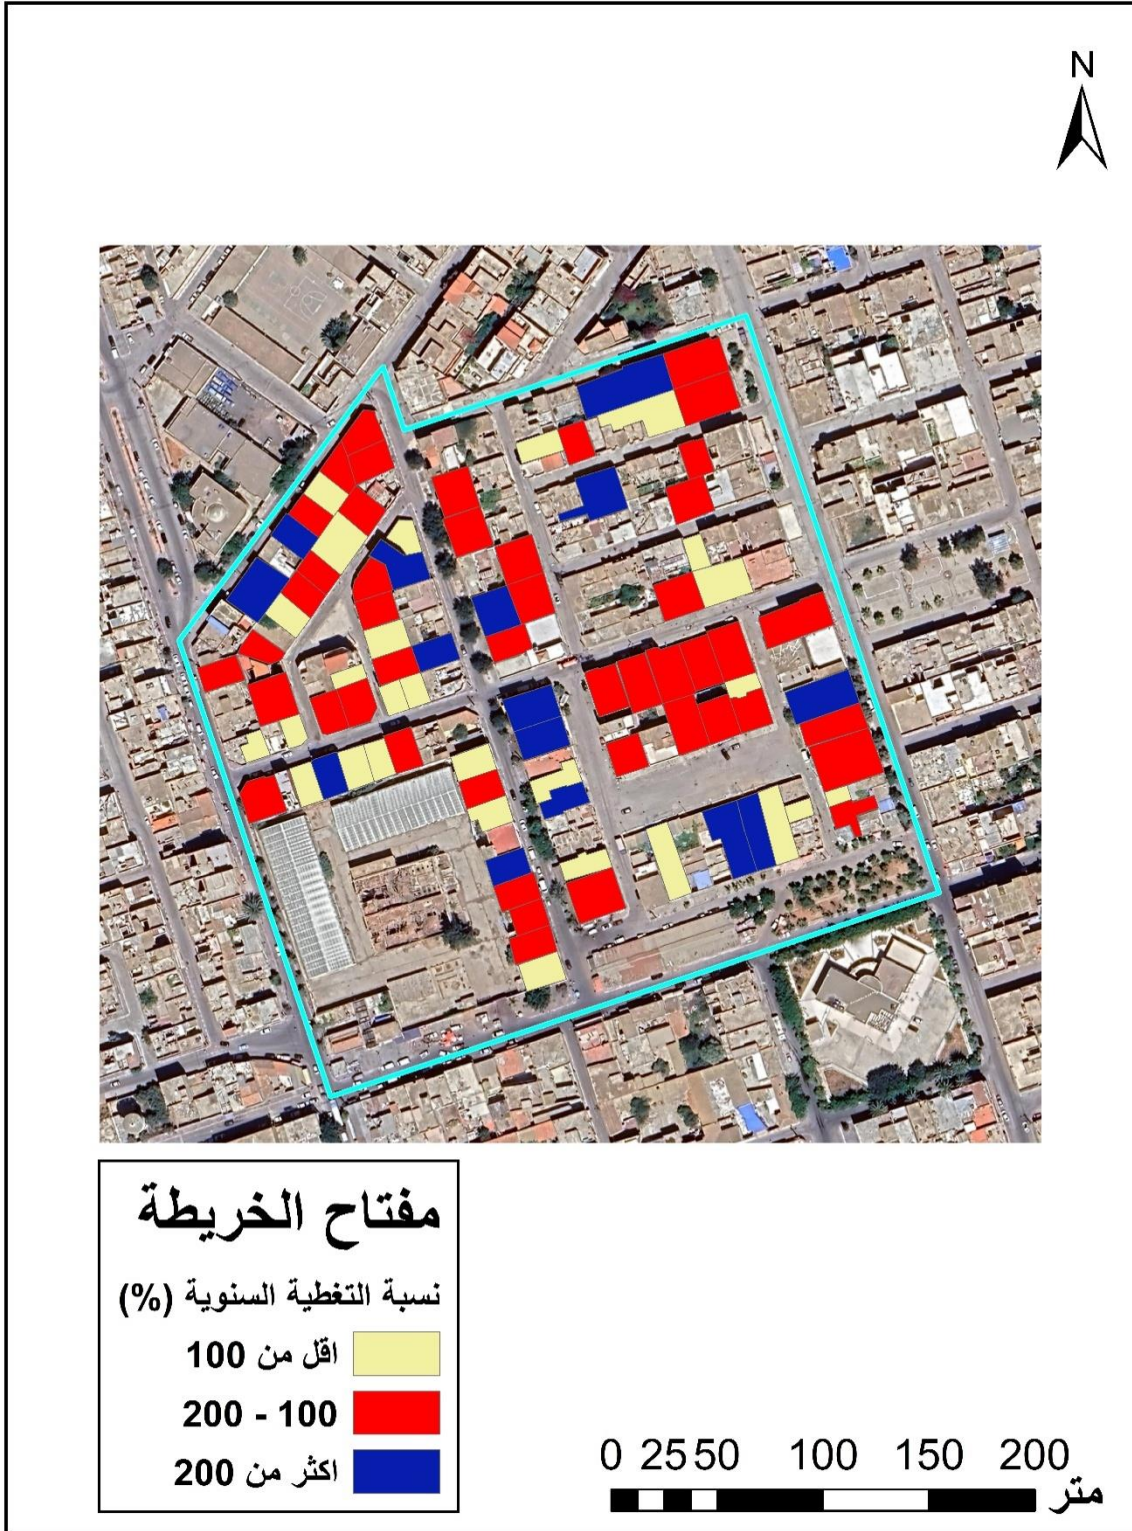 N
مفتاح الخريطة
نسبة التغطية السنوية (%)
اقل من 100
100 - 200
اكثر من 200
0 25 50 100 150 200
متر